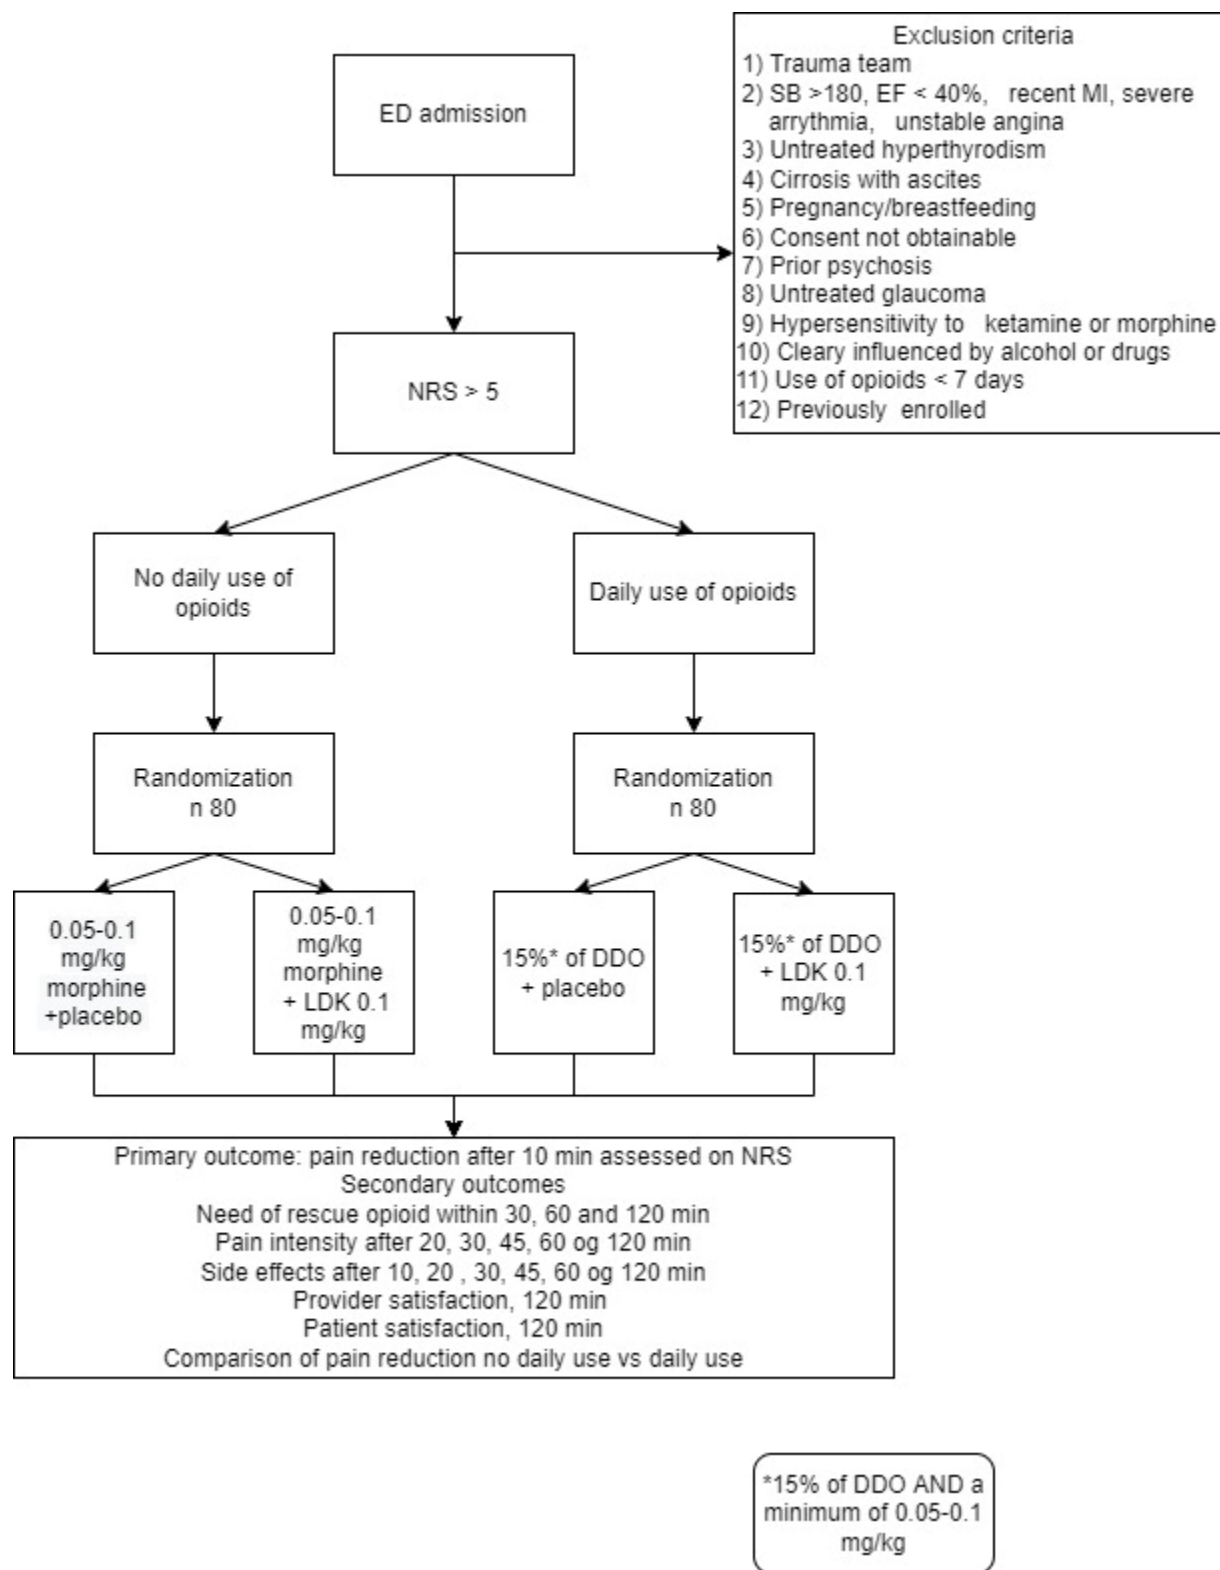 ED admission
Exclusion criteria
1) Trauma team
2) SB >180, EF < 40%, recent MI, severe
arrythmia, unstable angina
3) Untreated hyperthyrodism
4) Cirrosis with ascites
5) Pregnancy/breastfeeding
6) Consent not obtainable
7) Prior psychosis
8) Untreated glaucoma
9) Hypersensitivity to ketamine or morphine
10) Cleary influenced by alcohol or drugs
11) Use of opioids < 7 days
12) Previously enrolled
NRS > 5
No daily use of
opioids
Daily use of opioids
Randomization
n 80
Randomization
n 80
0.05-0.1
mg/kg
morphine
+placebo
0.05-0.1
mg/kg
morphine
+ LDK 0.1
mg/kg
15%* of DDO
+ placebo
15%* of DDO
+ LDK 0.1
mg/kg
Primary outcome: pain reduction after 10 min assessed on NRS
Secondary outcomes
Need of rescue opioid within 30, 60 and 120 min
Pain intensity after 20, 30, 45, 60 og 120 min
Side effects after 10, 20 , 30, 45, 60 og 120 min
Provider satisfaction, 120 min
Patient satisfaction, 120 min
Comparison of pain reduction no daily use vs daily use
*15% of DDO AND a
minimum of 0.05-0.1
mg/kg